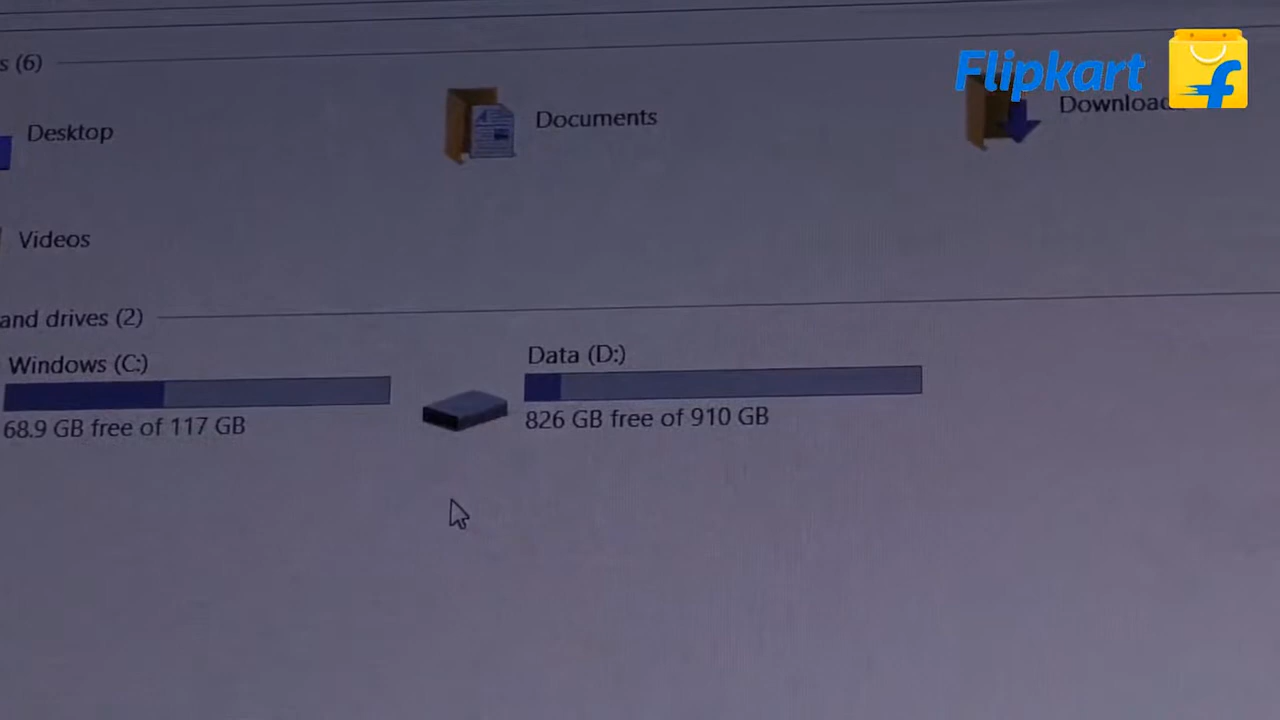 s (6)
Flipkart
Desktop
Documents
Videos
and drives (2)
Windows (C:)
68.9 GB free of 117 GB
Data (D:)
826 GB free of 910 GB